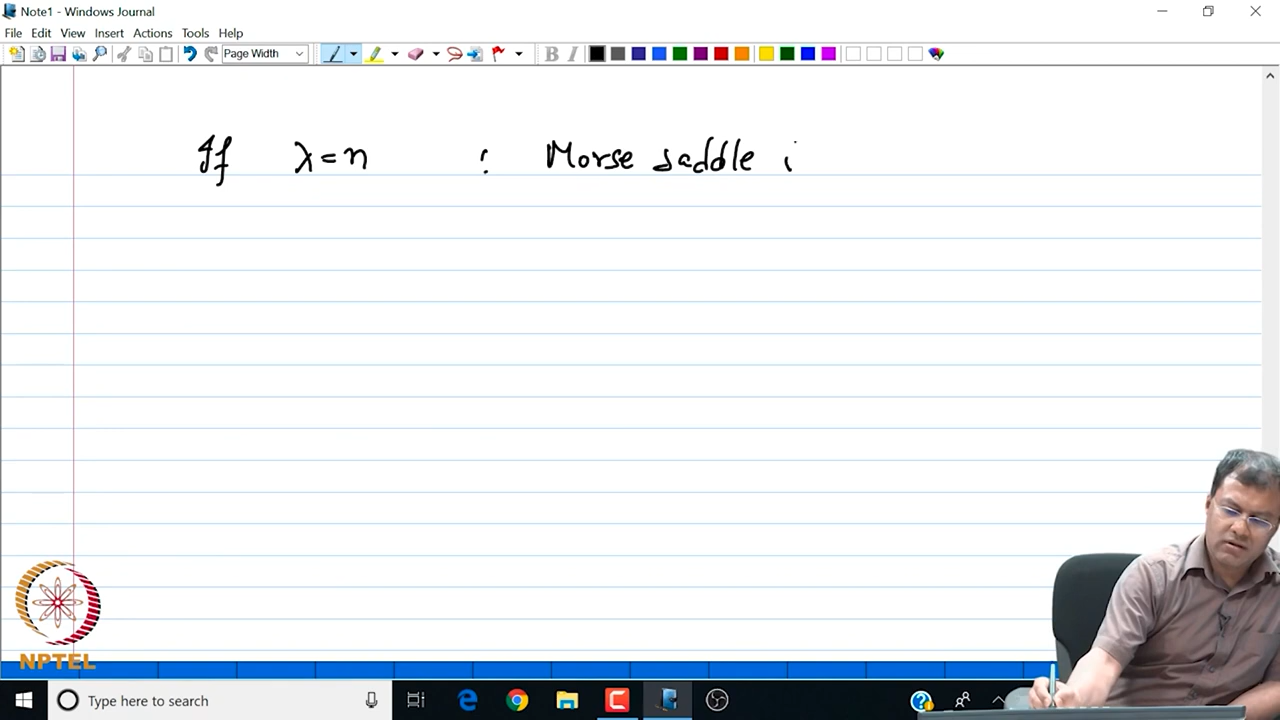 Note1 - Windows Journal
File Edit View Insert Actions Tools Help
Page Width B I
If λ=n : Morse saddle i
NPTEL
Type here to search